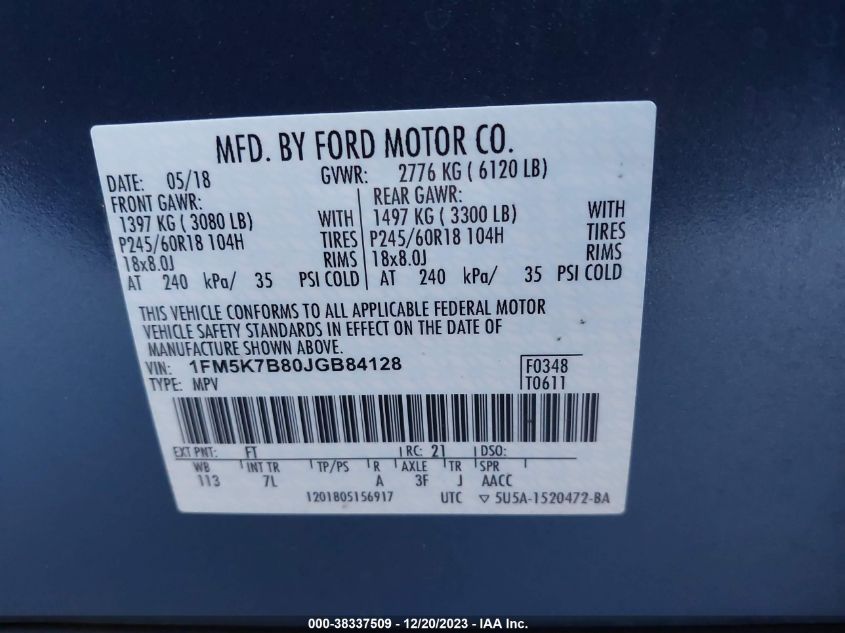 MFD. BY FORD MOTOR CO.
DATE: 05/18 GVWR: 2776 KG ( 6120 LB)
FRONT GAWR: REAR GAWR:
1397 KG ( 3080 LB) WITH 1497 KG ( 3300 LB) WITH
P245/60R18 104H TIRES P245/60R18 104H TIRES
18x8.0J RIMS 18x8.0J RIMS
AT 240 kPa/ 35 PSI COLD AT 240 kPa/ 35 PSI COLD
THIS VEHICLE CONFORMS TO ALL APPLICABLE FEDERAL MOTOR
VEHICLE SAFETY STANDARDS IN EFFECT ON THE DATE OF
MANUFACTURE SHOWN ABOVE.
VIN: 1FM5K7B80JGB84128 F0348
TYPE: MPV T0611
EXT PNT: FT RC: 21 DSO:
WB INT TR TP/PS R AXLE TR SPR
113 7L A 3F J AACC
1201805156917 UTC ▽ 5U5A-1520472-BA
000-38337509 - 12/20/2023 - IAA Inc.